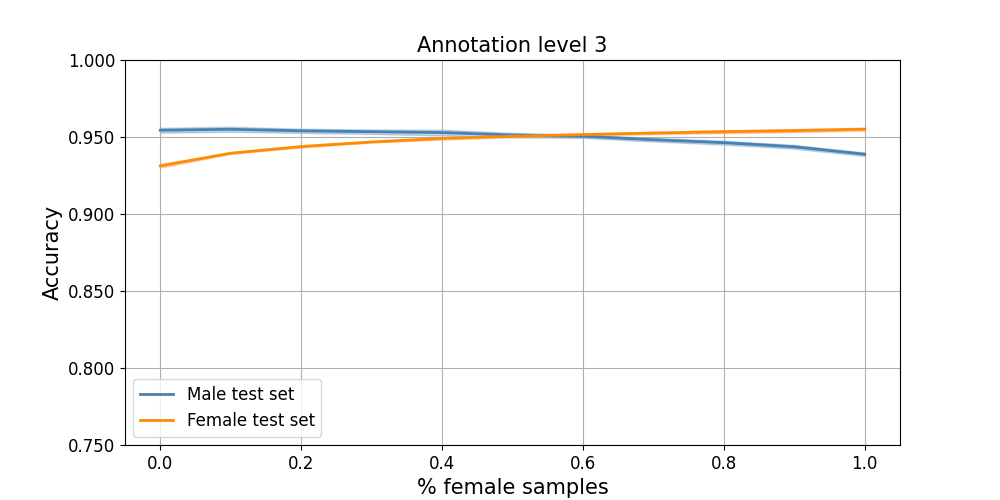 Annotation level 3
1.000
0.950
0.900
0.850
0.800
0.750
Accuracy
Male test set
Female test set
0.0 0.2 0.4 0.6 0.8 1.0
% female samples